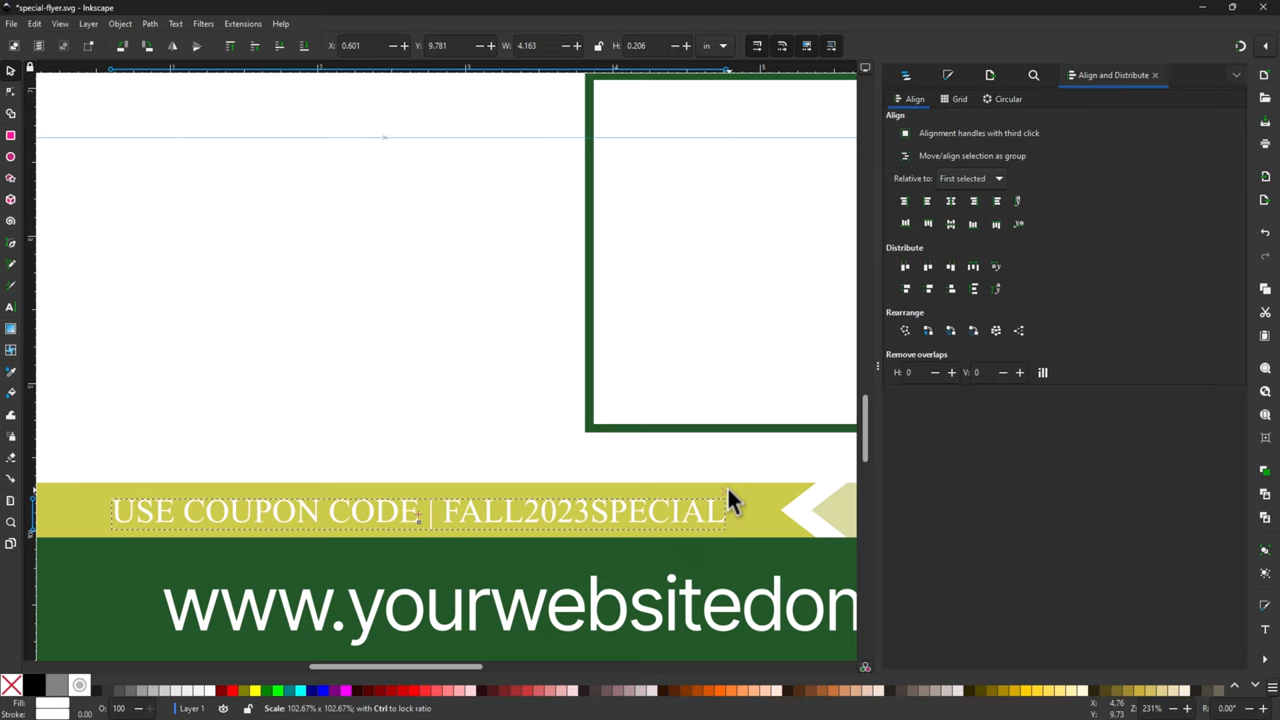 *special-flyer.svg - Inkscape
File Edit View Layer Object Path Text Filters Extensions Help
X: 0.601 Y: 9.781 W: 4.163 H: 0.206 in
Align and Distribute
Align Grid Circular
Align
Alignment handles with third click
Move/align selection as group
Relative to: First selected
Distribute
Rearrange
Remove overlaps
H: 0 V: 0
USE COUPON CODE | FALL2023SPECIAL
www.yourwebsitedon
Fill:
Stroke: 0.00
O: 100
Layer 1
Scale: 102.67% x 102.67%; with Ctrl to lock ratio
X: 4.76
Y: 9.73
Z: 231%
R: 0.00°